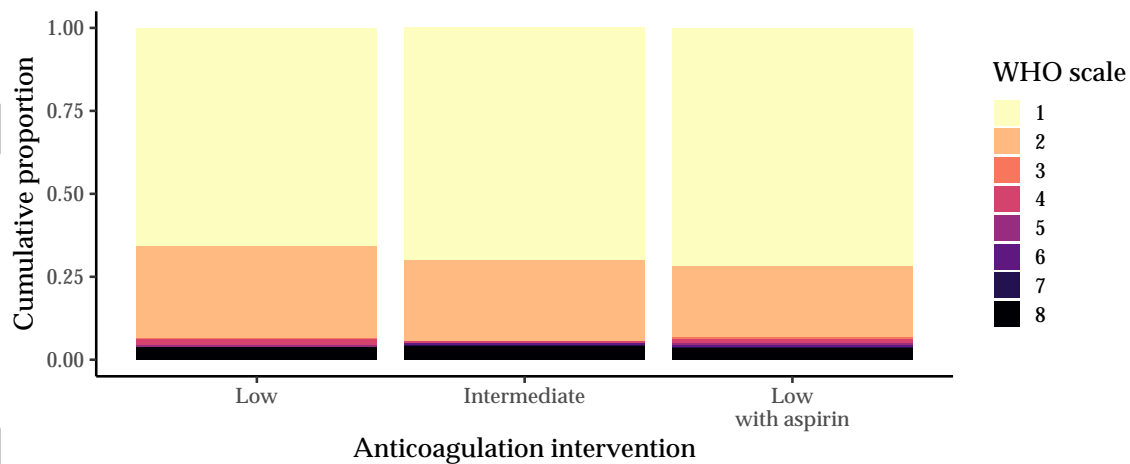 1.00
0.75
0.50
0.25
0.00
Cumulative proportion
Low
Intermediate
Low
with aspirin
Anticoagulation intervention
WHO scale
1
2
3
4
5
6
7
8